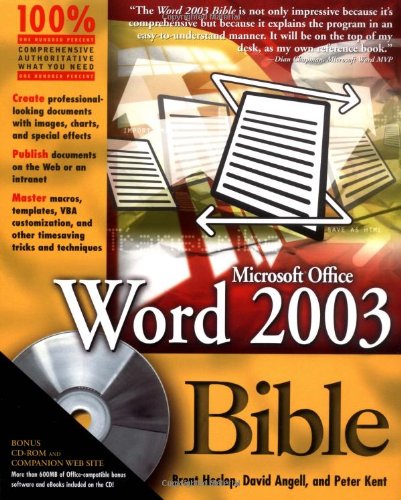 100%
ONE HUNDRED PERCENT
COMPREHENSIVE
AUTHORITATIVE
WHAT YOU NEED
ONE HUNDRED PERCENT
"The Word 2003 Bible is not only impressive because it's
comprehensive but because it explains the program in an
easy-to-understand manner. It will be on the top of my
desk, as my own reference book."
— Dian Chapman, Microsoft Word MVP
Create professional-
looking documents
with images, charts,
and special effects
Publish documents
on the Web or an
intranet
Master macros,
templates, VBA
customization, and
other timesaving
tricks and techniques
IMPORT
SAVE AS HTML
Microsoft Office
Word 2003
Bible
BONUS
CD-ROM AND
COMPANION WEB SITE
More than 600MB of Office-compatible bonus
software and eBooks included on the CD!
Brent Heslop, David Angell, and Peter Kent